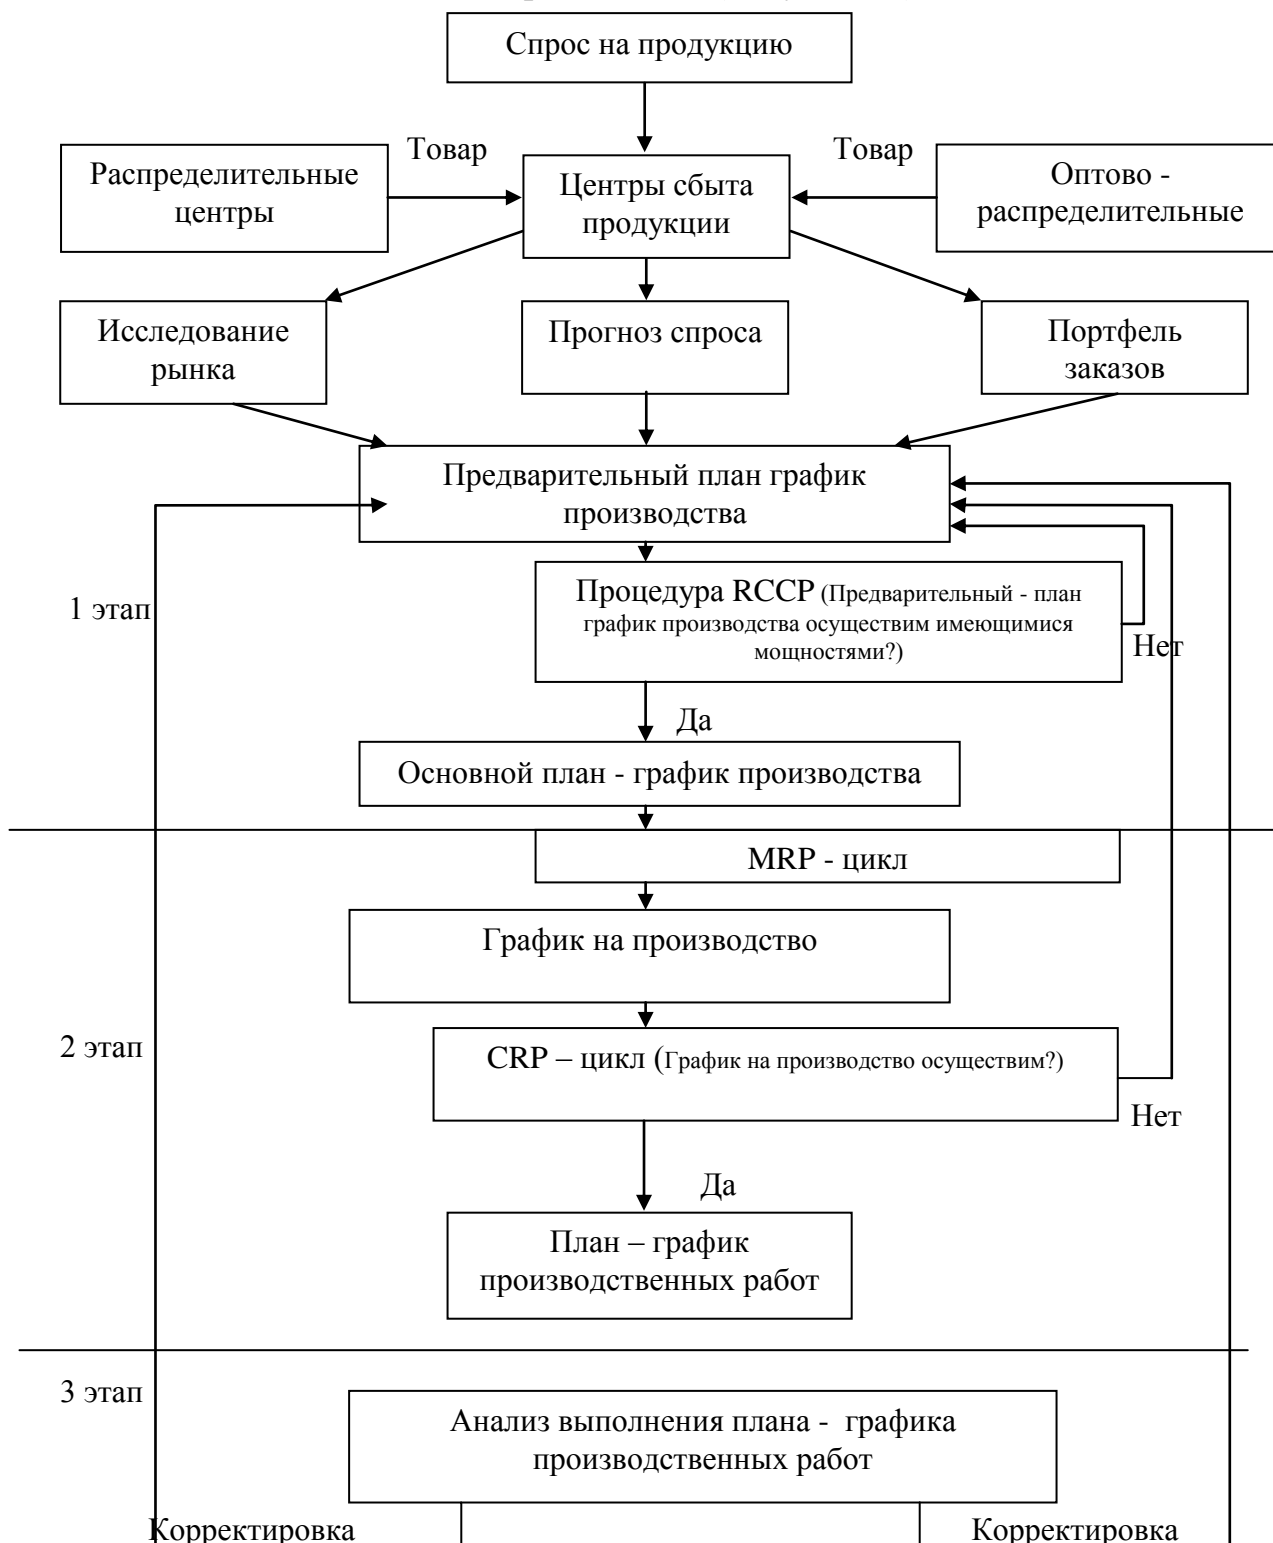 Спрос на продукцию
Товар
Товар
Распределительные
центры
Центры сбыта
продукции
Оптово -
распределительные
Исследование
рынка
Прогноз спроса
Портфель
заказов
Предварительный план график
производства
1 этап
Процедура RCCP (Предварительный - план
график производства осуществим имеющимися
мощностями?)
Нет
Да
Основной план - график производства
MRP - цикл
График на производство
2 этап
CRP – цикл (График на производство осуществим?)
Нет
Да
План – график
производственных работ
3 этап
Анализ выполнения плана - графика
производственных работ
Корректировка
Корректировка